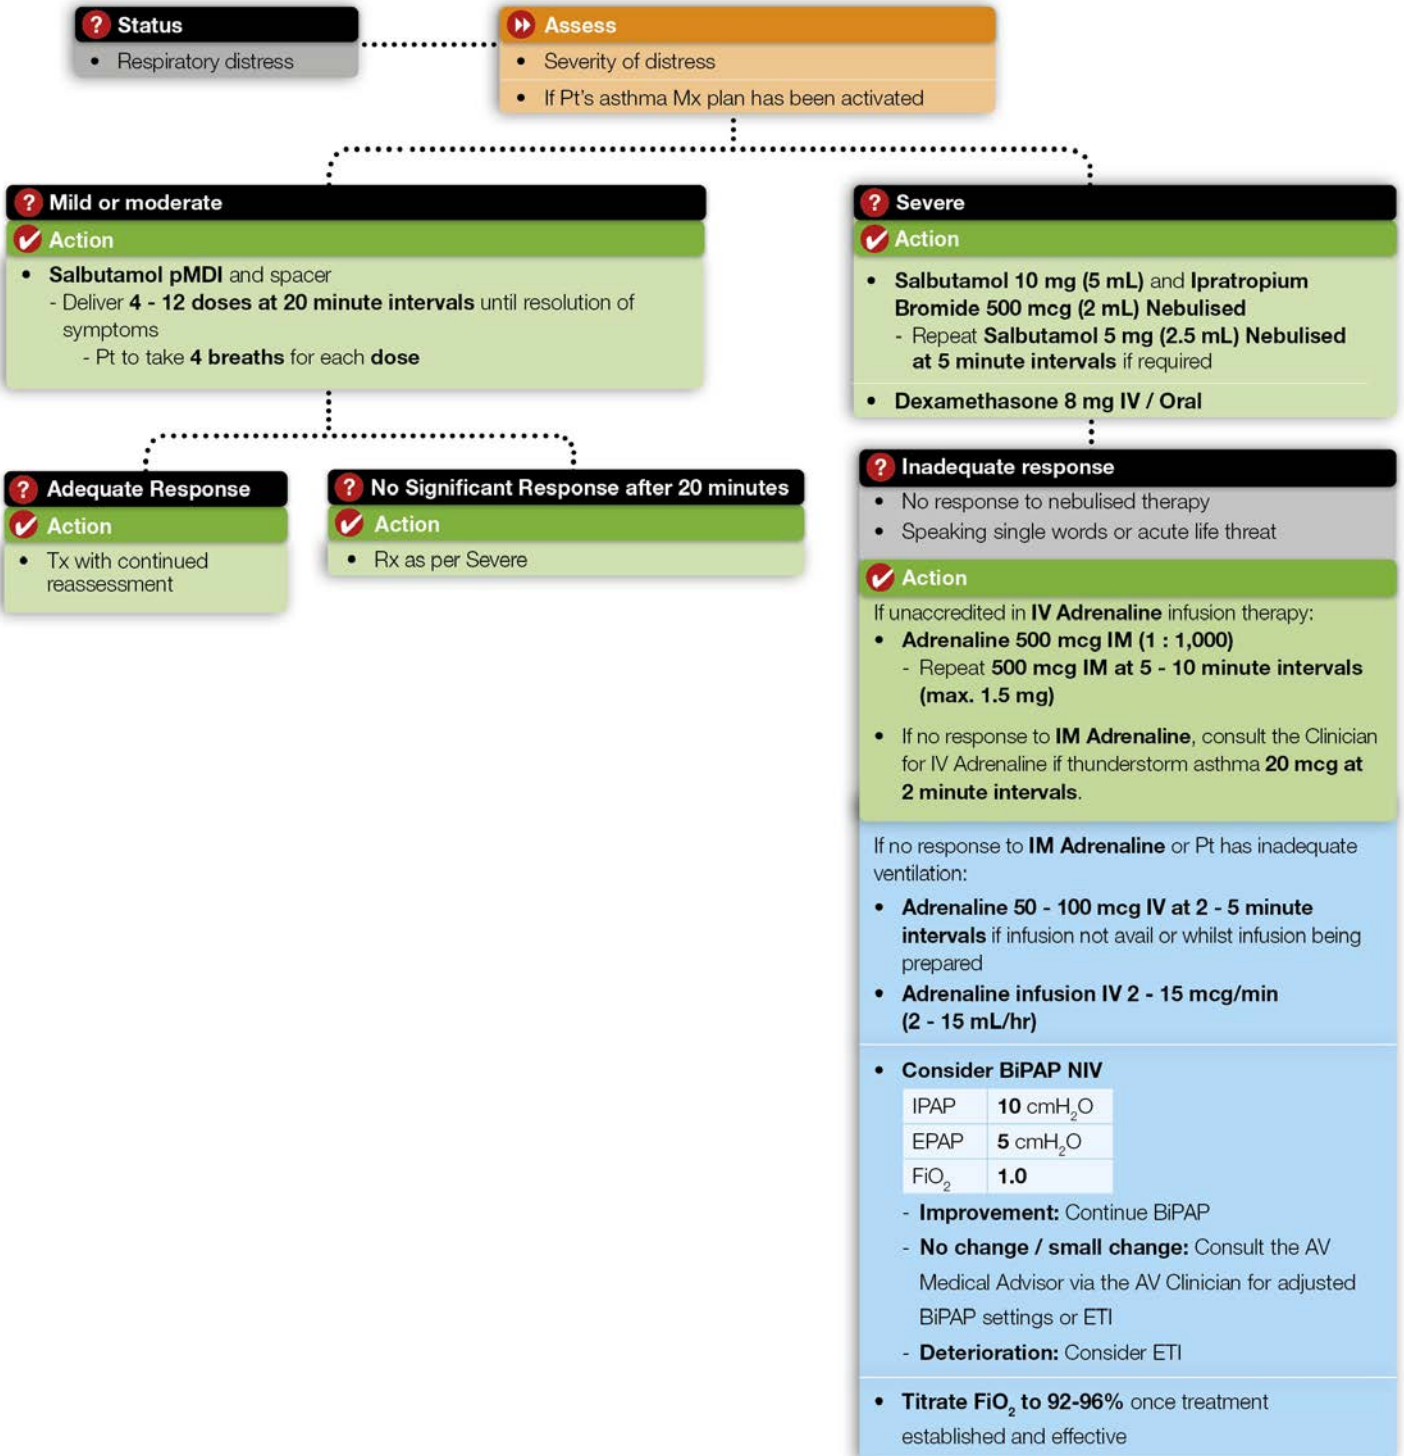 ? Status
• Respiratory distress
Assess
• Severity of distress
• If Pt's asthma Mx plan has been activated
? Mild or moderate
Action
• Salbutamol pMDI and spacer
- Deliver 4 - 12 doses at 20 minute intervals until resolution of
symptoms
- Pt to take 4 breaths for each dose
? Adequate Response
Action
• Tx with continued
reassessment
? No Significant Response after 20 minutes
Action
• Rx as per Severe
? Severe
Action
• Salbutamol 10 mg (5 mL) and Ipratropium
Bromide 500 mcg (2 mL) Nebulised
- Repeat Salbutamol 5 mg (2.5 mL) Nebulised
at 5 minute intervals if required
• Dexamethasone 8 mg IV / Oral
? Inadequate response
• No response to nebulised therapy
• Speaking single words or acute life threat
Action
If unaccredited in IV Adrenaline infusion therapy:
• Adrenaline 500 mcg IM (1 : 1,000)
- Repeat 500 mcg IM at 5 - 10 minute intervals
(max. 1.5 mg)
• If no response to IM Adrenaline, consult the Clinician
for IV Adrenaline if thunderstorm asthma 20 mcg at
2 minute intervals.
If no response to IM Adrenaline or Pt has inadequate
ventilation:
• Adrenaline 50 - 100 mcg IV at 2 - 5 minute
intervals if infusion not avail or whilst infusion being
prepared
• Adrenaline infusion IV 2 - 15 mcg/min
(2 - 15 mL/hr)
• Consider BiPAP NIV
IPAP 10 cmH₂O
EPAP 5 cmH₂O
FiO₂ 1.0
- Improvement: Continue BiPAP
- No change / small change: Consult the AV
Medical Advisor via the AV Clinician for adjusted
BiPAP settings or ETI
- Deterioration: Consider ETI
• Titrate FiO₂ to 92-96% once treatment
established and effective